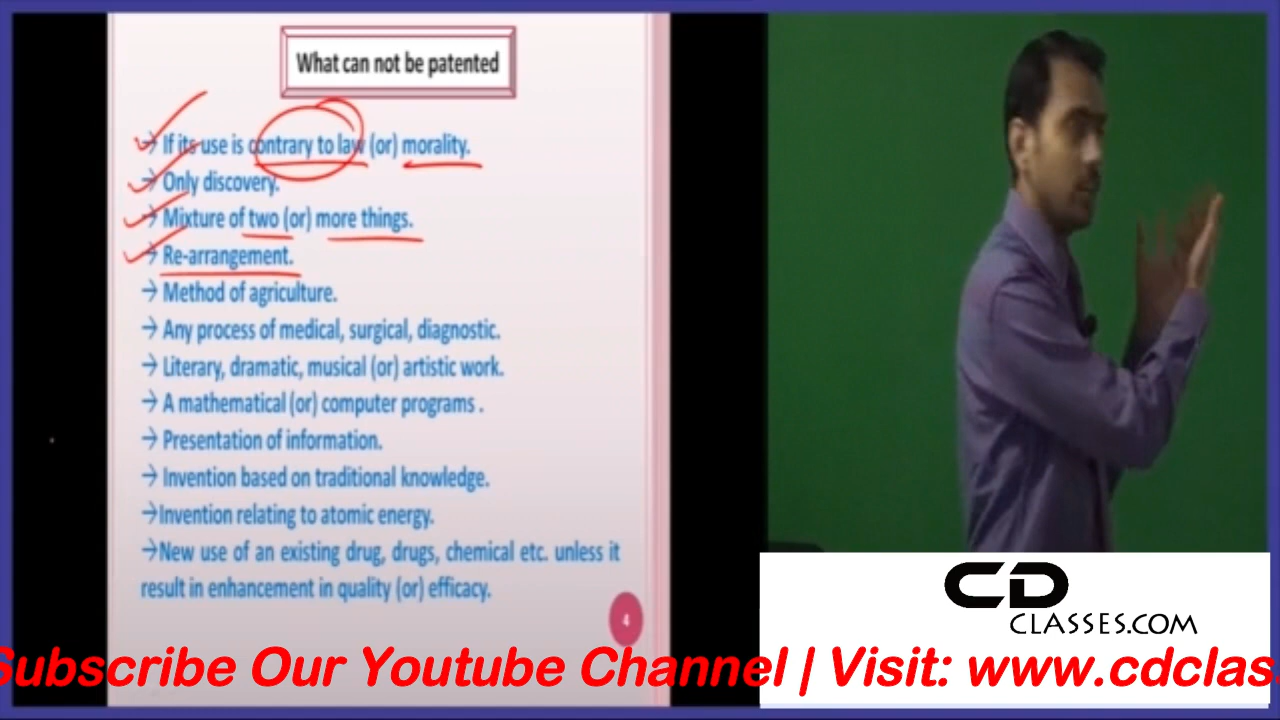 What can not be patented
→ If its use is contrary to law (or) morality.
→ Only discovery.
→ Mixture of two (or) more things.
→ Re-arrangement.
→ Method of agriculture.
→ Any process of medical, surgical, diagnostic.
→ Literary, dramatic, musical (or) artistic work.
→ A mathematical (or) computer programs .
→ Presentation of information.
→ Invention based on traditional knowledge.
→Invention relating to atomic energy.
→New use of an existing drug, drugs, chemical etc. unless it
result in enhancement in quality (or) efficacy.
4
CD
CLASSES.COM
Subscribe Our Youtube Channel | Visit: www.cdclas